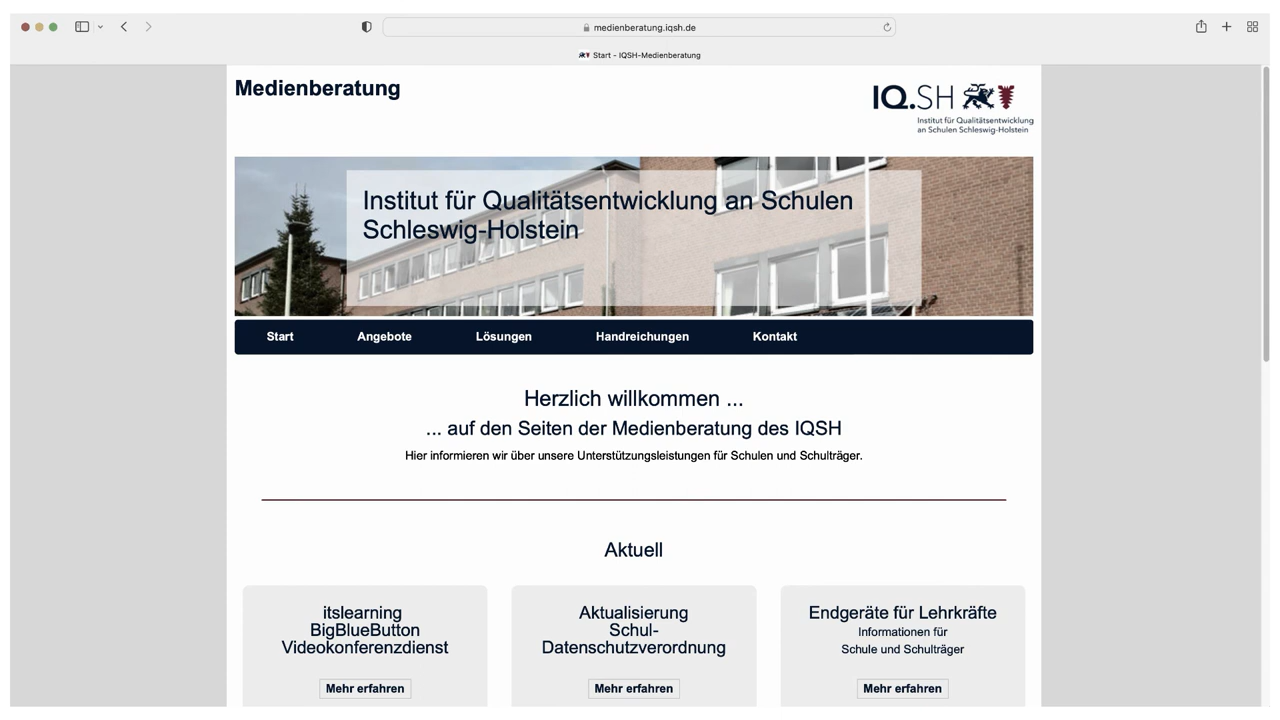 medienberatung.iqsh.de
Start - IQSH-Medienberatung
Medienberatung
IQ.SH
Institut für Qualitätsentwicklung
an Schulen Schleswig-Holstein
Institut für Qualitätsentwicklung an Schulen
Schleswig-Holstein
Start Angebote Lösungen Handreichungen Kontakt
Herzlich willkommen ...
... auf den Seiten der Medienberatung des IQSH
Hier informieren wir über unsere Unterstützungsleistungen für Schulen und Schulträger.
Aktuell
itslearning
BigBlueButton
Videokonferenzdienst
Mehr erfahren
Aktualisierung
Schul-
Datenschutzverordnung
Mehr erfahren
Endgeräte für Lehrkräfte
Informationen für
Schule und Schulträger
Mehr erfahren